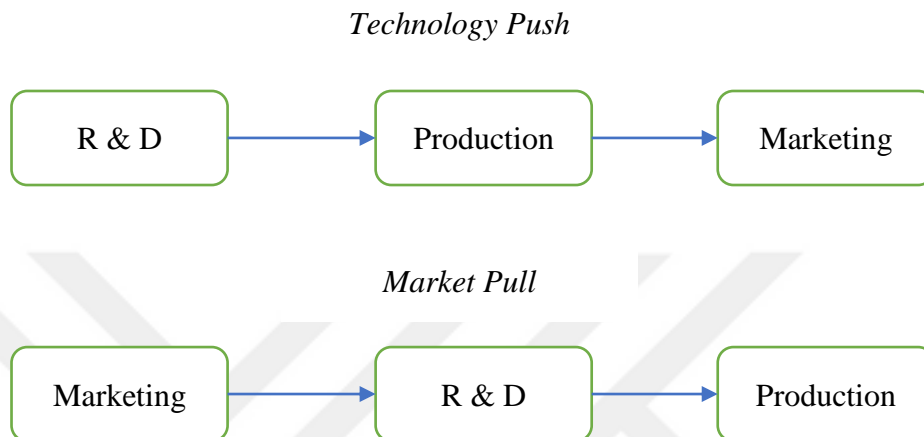 Technology Push
R & D
Production
Marketing
Market Pull
Marketing
R & D
Production